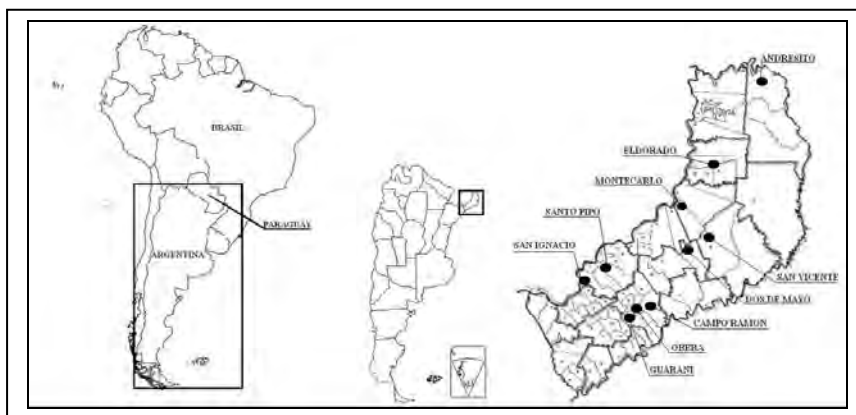 BRASIL
PARAGUAY
ARGENTINA
ANDRESITO
ELDORADO
MONTECARLO
SANTO PIPO
SAN IGNACIO
SAN VICENTE
DOS DE MAYO
CAMPO RAMON
OBERA
GUARANI